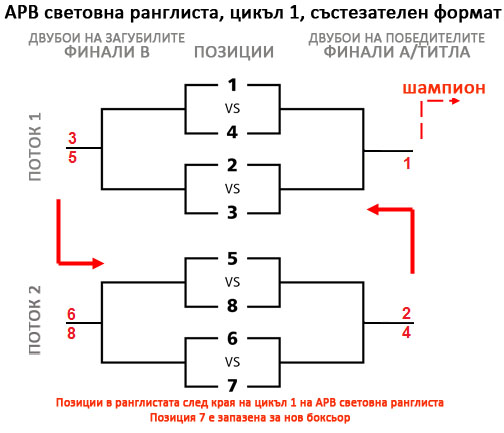 АРВ световна ранглиста, цикъл 1, състезателен формат
ДВУБОИ НА ЗАГУБИЛИТЕ
ФИНАЛИ В
ПОЗИЦИИ
ДВУБОИ НА ПОБЕДИТЕЛИТЕ
ФИНАЛИ А/ТИТЛА
ПОТОК 1
1
VS
4
2
VS
3
3
5
1
шампион
ПОТОК 2
5
VS
8
6
VS
7
6
8
2
4
Позиции в ранглистата след края на цикъл 1 на АРВ световна ранглиста
Позиция 7 е запазена за нов боксьор